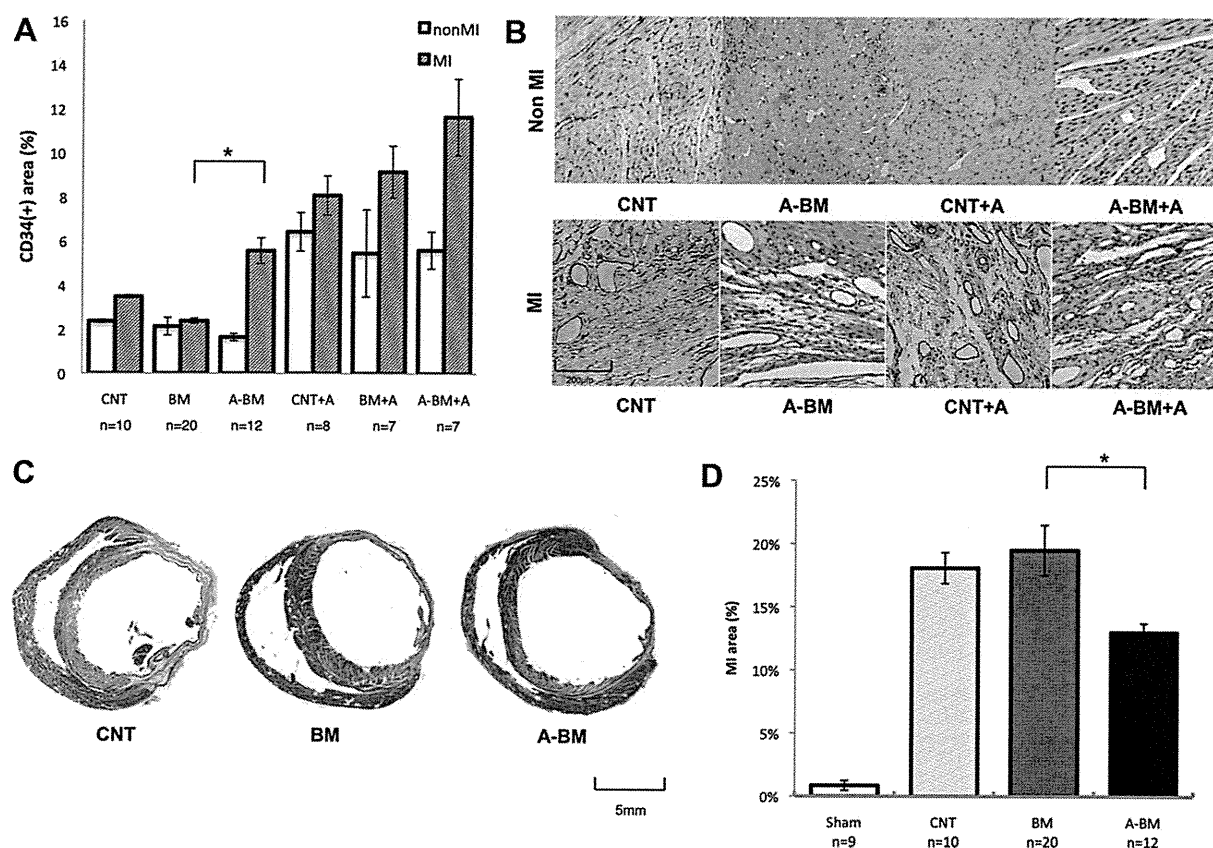 A
CD34(+) area (%)
16
14
12
10
8
6
4
2
0
nonMI
MI
*
CNT BM A-BM CNT+A BM+A A-BM+A
n=10 n=20 n=12 n=8 n=7 n=7
B
Non MI
CNT A-BM CNT+A A-BM+A
MI
CNT A-BM CNT+A A-BM+A
C
CNT BM A-BM
5mm
D
MI area (%)
25%
20%
15%
10%
5%
0%
*
Sham CNT BM A-BM
n=9 n=10 n=20 n=12